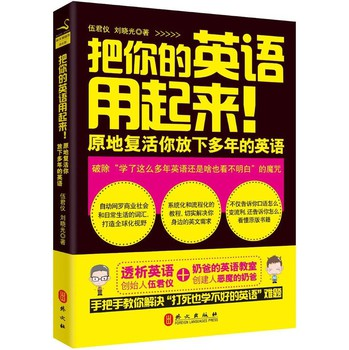 伍君仪 刘晓光◎著
把你的英语
用起来!
原地复活你放下多年的英语
破除“学了这么多年英语还是啥也看不明白”的魔咒
自动网罗商业社会
和日常生活的词汇,
打造全球化视野
系统化和流程化的
教程,切实解决你
身边的英文需求
不仅告诉你口语怎么
变流利,还告诉你怎么
看懂原版书籍
透析英语
创始人伍君仪
+
奶爸的英语教室
创建人恶魔的奶爸
手把手教你解决“打死也学不好的英语”难题
外文出版社
把你的英语用起来!
原地复活你
放下多年的英语
伍君仪 刘晓光◎著